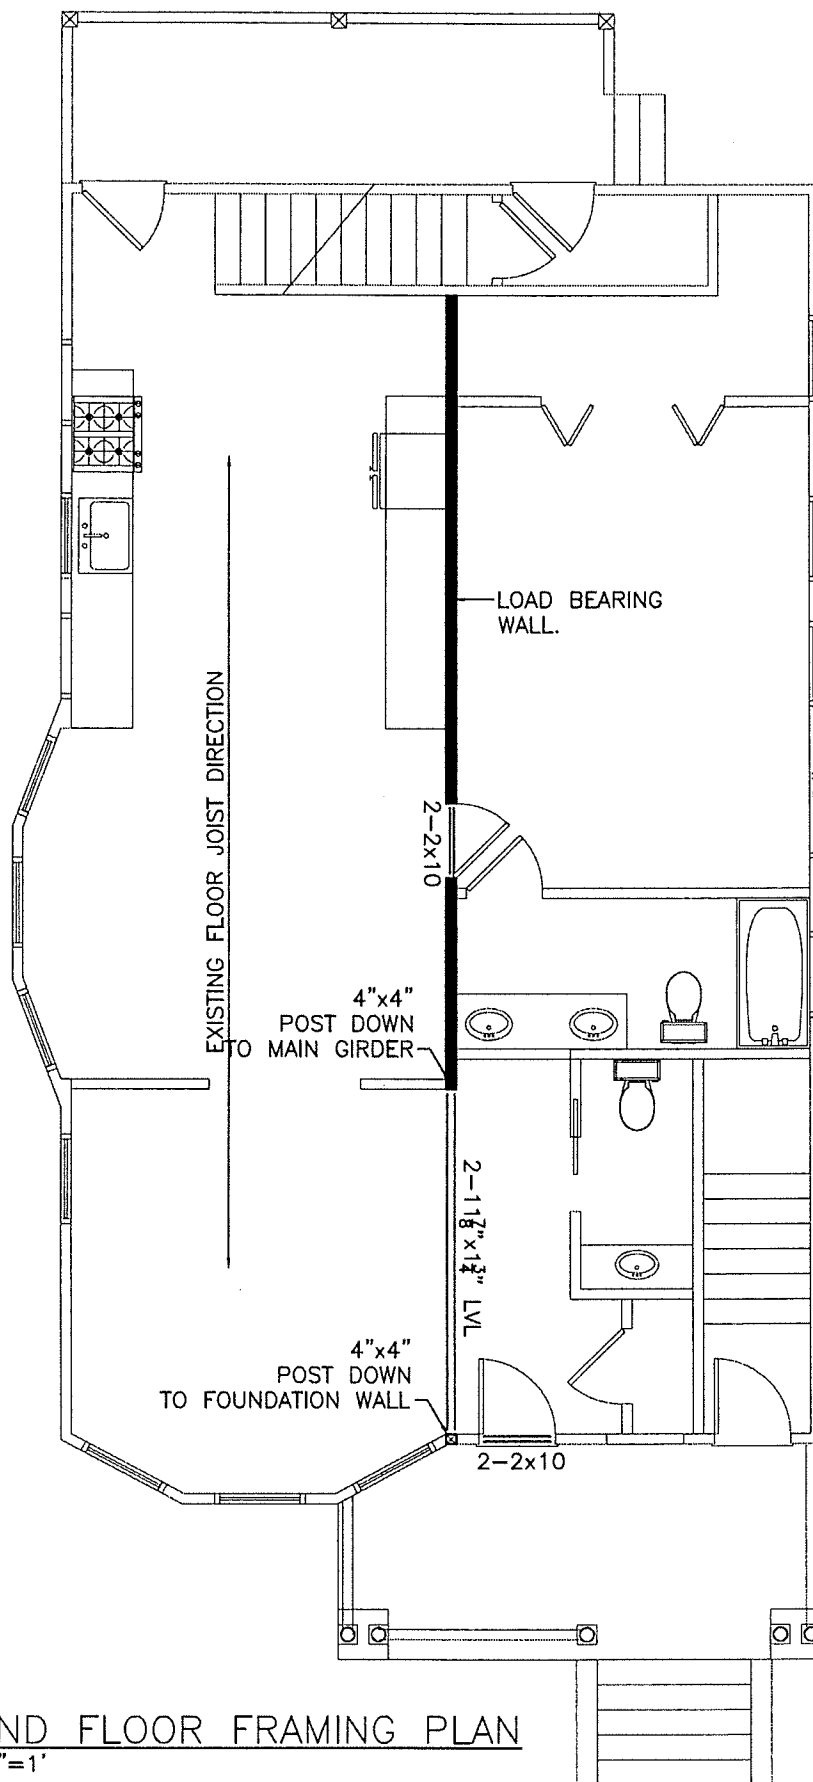 LOAD BEARING
WALL.
EXISTING FLOOR JOIST DIRECTION
2-2x10
4"x4"
POST DOWN
TO MAIN GIRDER
2-11⅞"x1¾" LVL
4"x4"
POST DOWN
TO FOUNDATION WALL
2-2x10
ND FLOOR FRAMING PLAN
"=1'